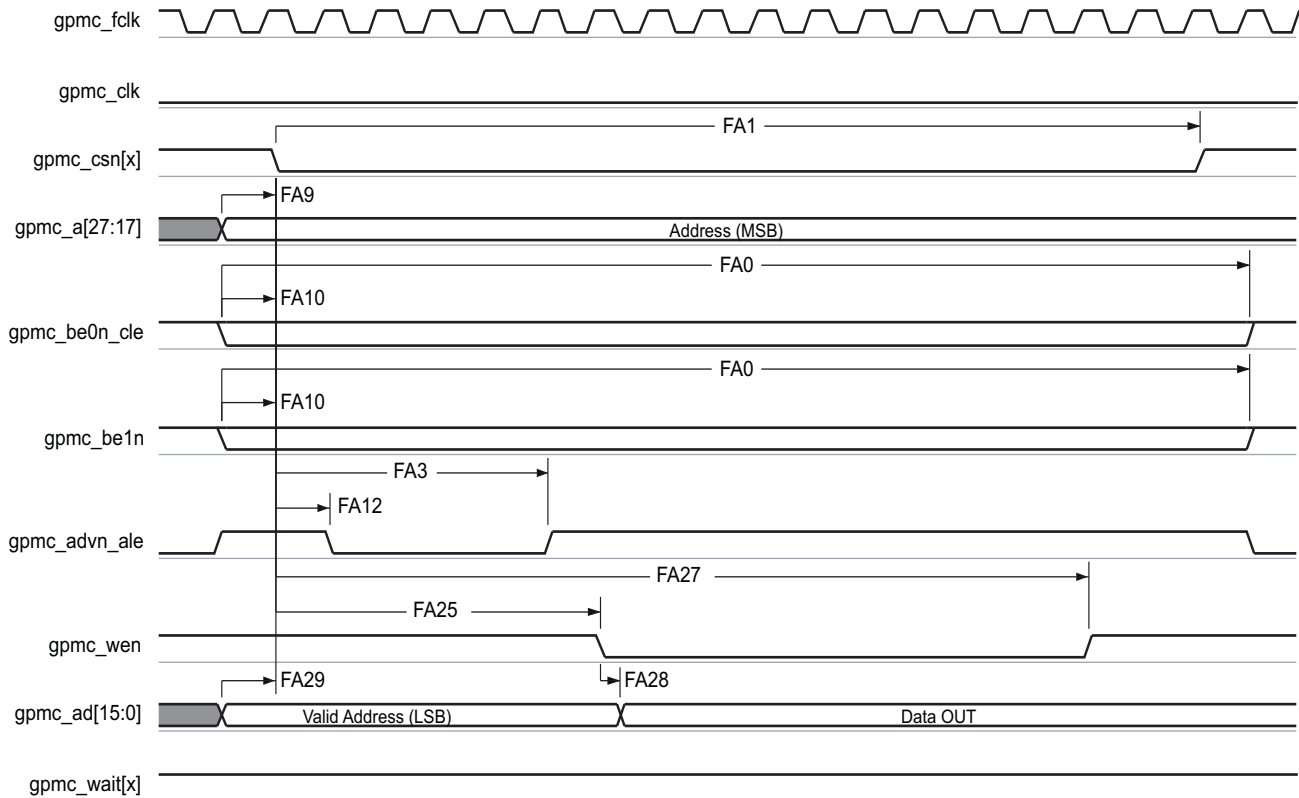 gpmc_fclk
gpmc_clk
FA1
gpmc_csn[x]
FA9
gpmc_a[27:17]
Address (MSB)
FA0
FA10
gpmc_be0n_cle
FA0
FA10
gpmc_be1n
FA3
FA12
gpmc_advn_ale
FA27
FA25
gpmc_wen
FA29
FA28
gpmc_ad[15:0]
Valid Address (LSB)
Data OUT
gpmc_wait[x]